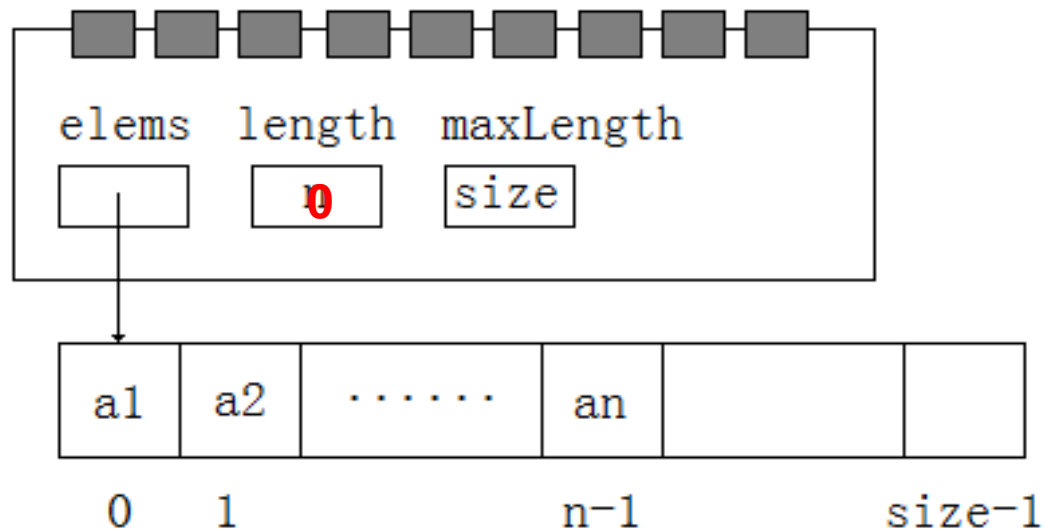 elems length maxLength
n 0 size
a1 a2 ...... an
0 1 n-1 size-1